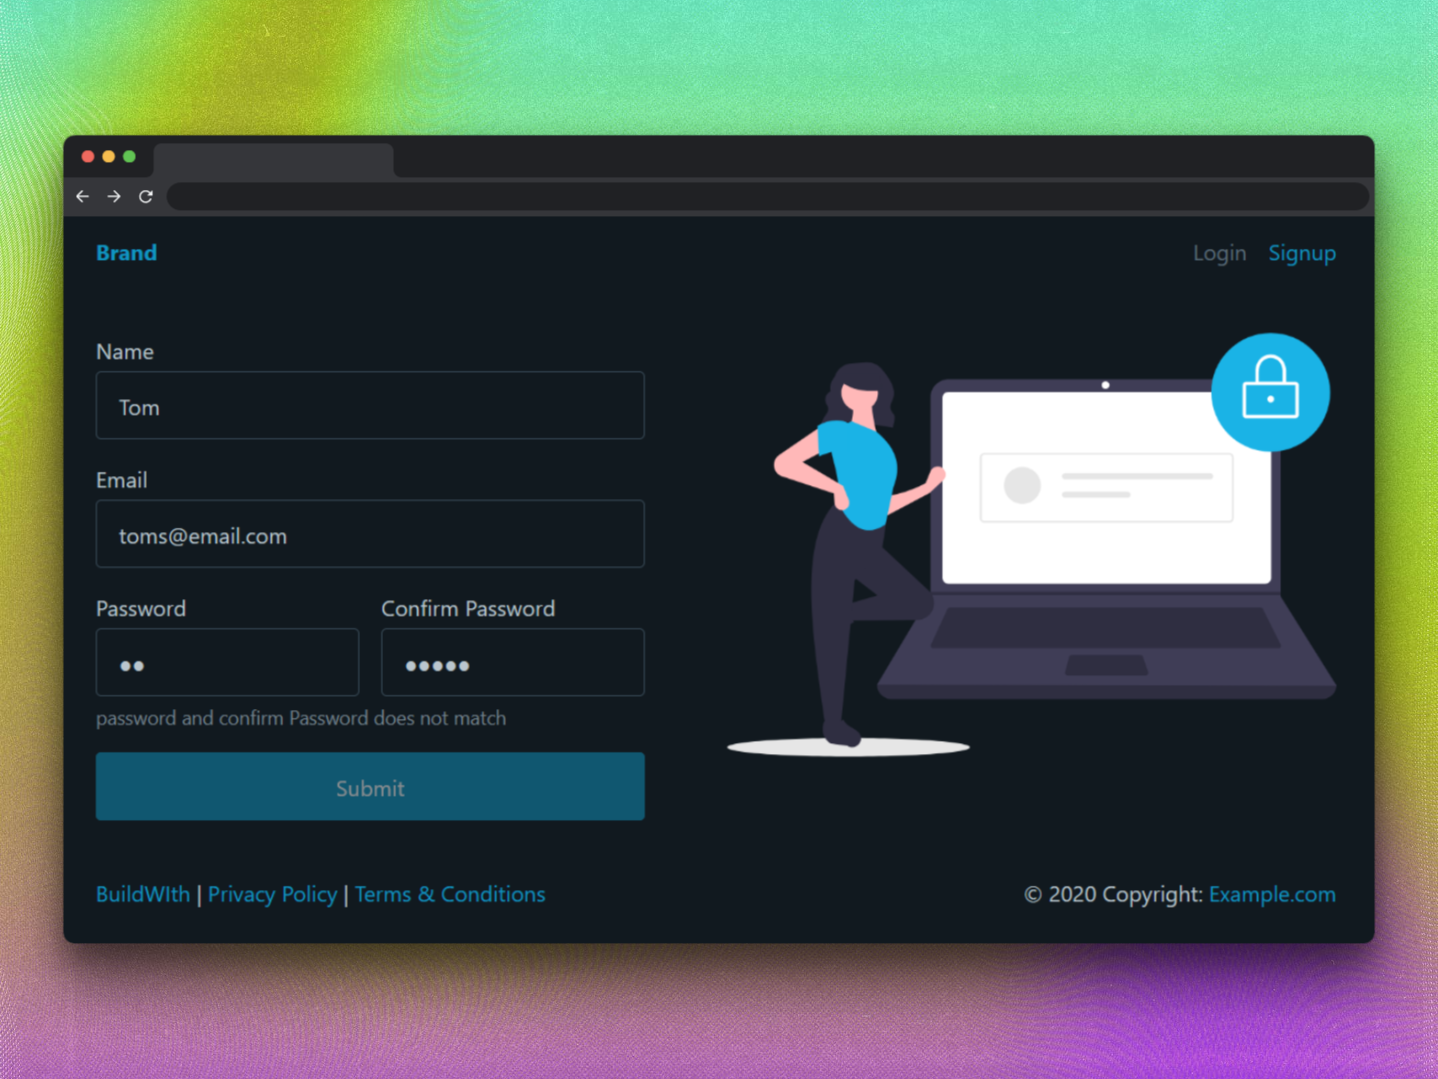 Brand
Login Signup
Name
Tom
Email
toms@email.com
Password Confirm Password
•• •••••
password and confirm Password does not match
Submit
BuildWIth | Privacy Policy | Terms & Conditions
© 2020 Copyright: Example.com